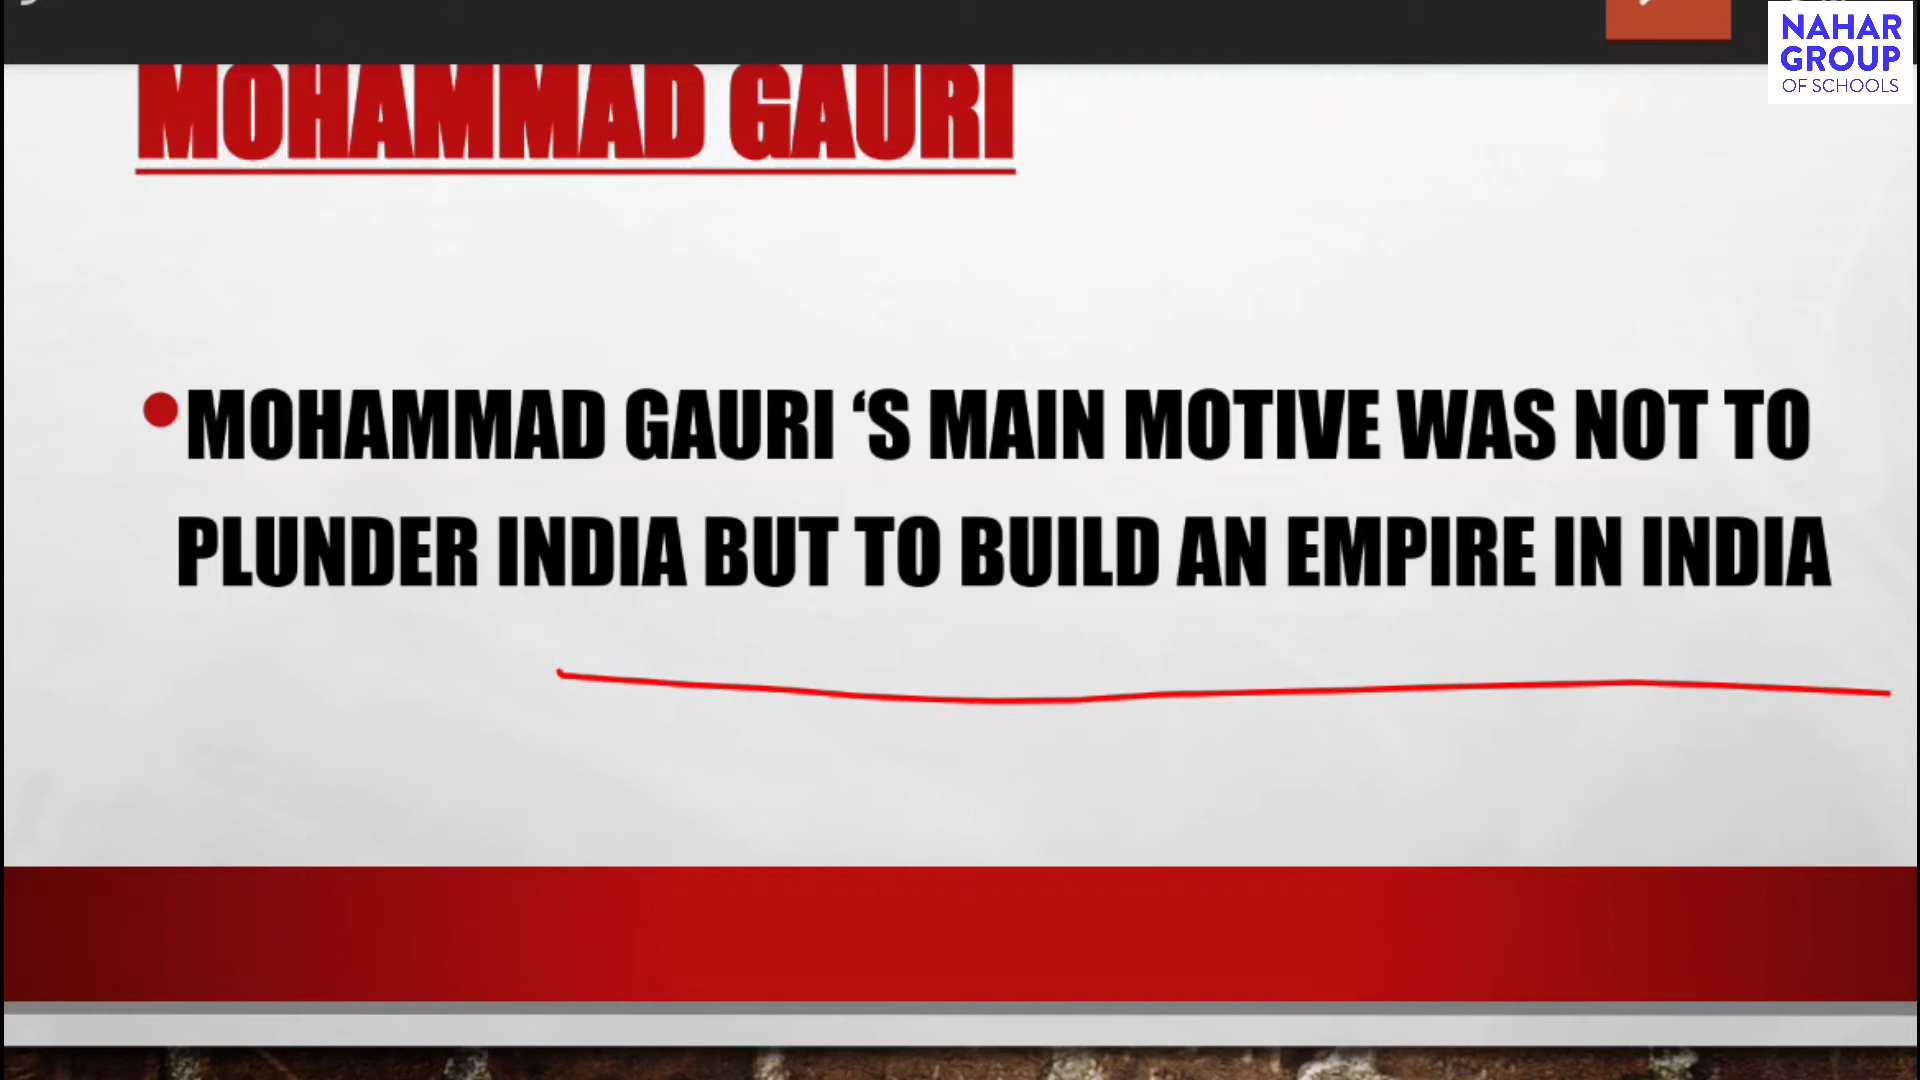 NAHAR
GROUP
OF SCHOOLS
MOHAMMAD GAURI
•MOHAMMAD GAURI ‘S MAIN MOTIVE WAS NOT TO
PLUNDER INDIA BUT TO BUILD AN EMPIRE IN INDIA